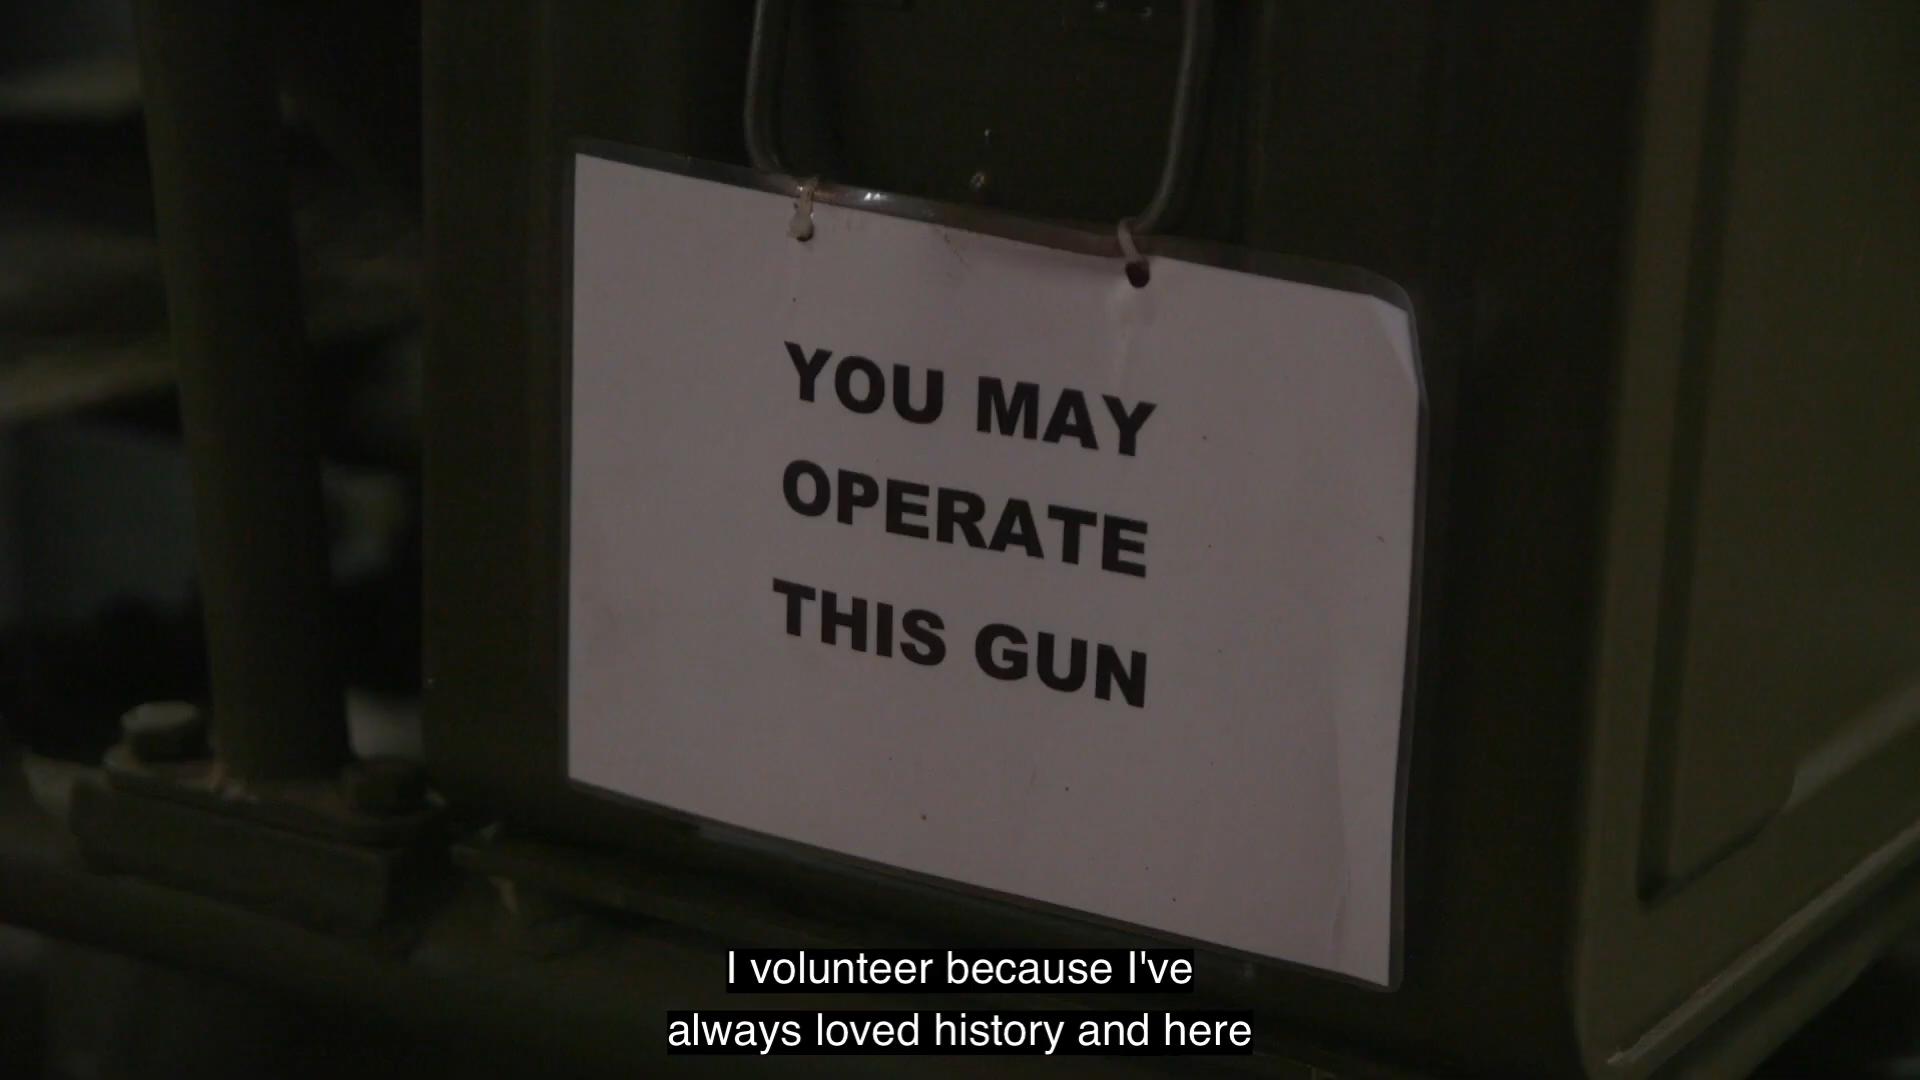 YOU MAY
OPERATE
THIS GUN
I volunteer because I've
always loved history and here